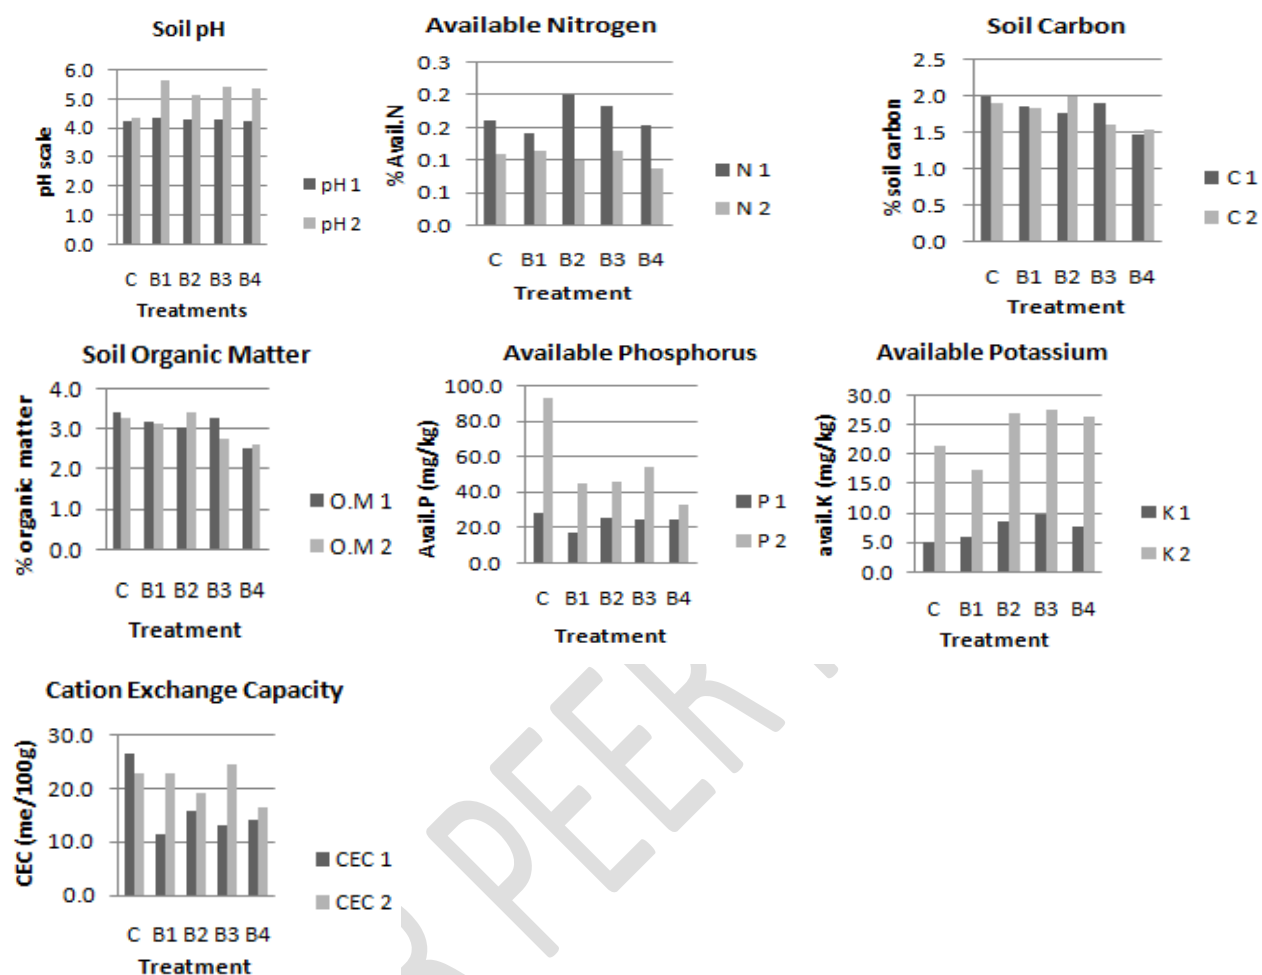 Soil pH
6.0
5.0
4.0
3.0
2.0
1.0
0.0
pH scale
C B1 B2 B3 B4
Treatments
pH 1
pH 2
Available Nitrogen
0.3
0.2
0.2
0.1
0.1
0.0
% Avail.N
C B1 B2 B3 B4
Treatment
N 1
N 2
Soil Carbon
2.5
2.0
1.5
1.0
0.5
0.0
% soil carbon
C B1 B2 B3 B4
Treatment
C 1
C 2
Soil Organic Matter
4.0
3.0
2.0
1.0
0.0
% organic matter
C B1 B2 B3 B4
Treatment
O.M 1
O.M 2
Available Phosphorus
100.0
80.0
60.0
40.0
20.0
0.0
Avail.P (mg/kg)
C B1 B2 B3 B4
Treatment
P 1
P 2
Available Potassium
30.0
25.0
20.0
15.0
10.0
5.0
0.0
avail.K (mg/kg)
C B1 B2 B3 B4
Treatment
K 1
K 2
Cation Exchange Capacity
30.0
20.0
10.0
0.0
CEC (me/100g)
C B1 B2 B3 B4
Treatment
CEC 1
CEC 2
PEER